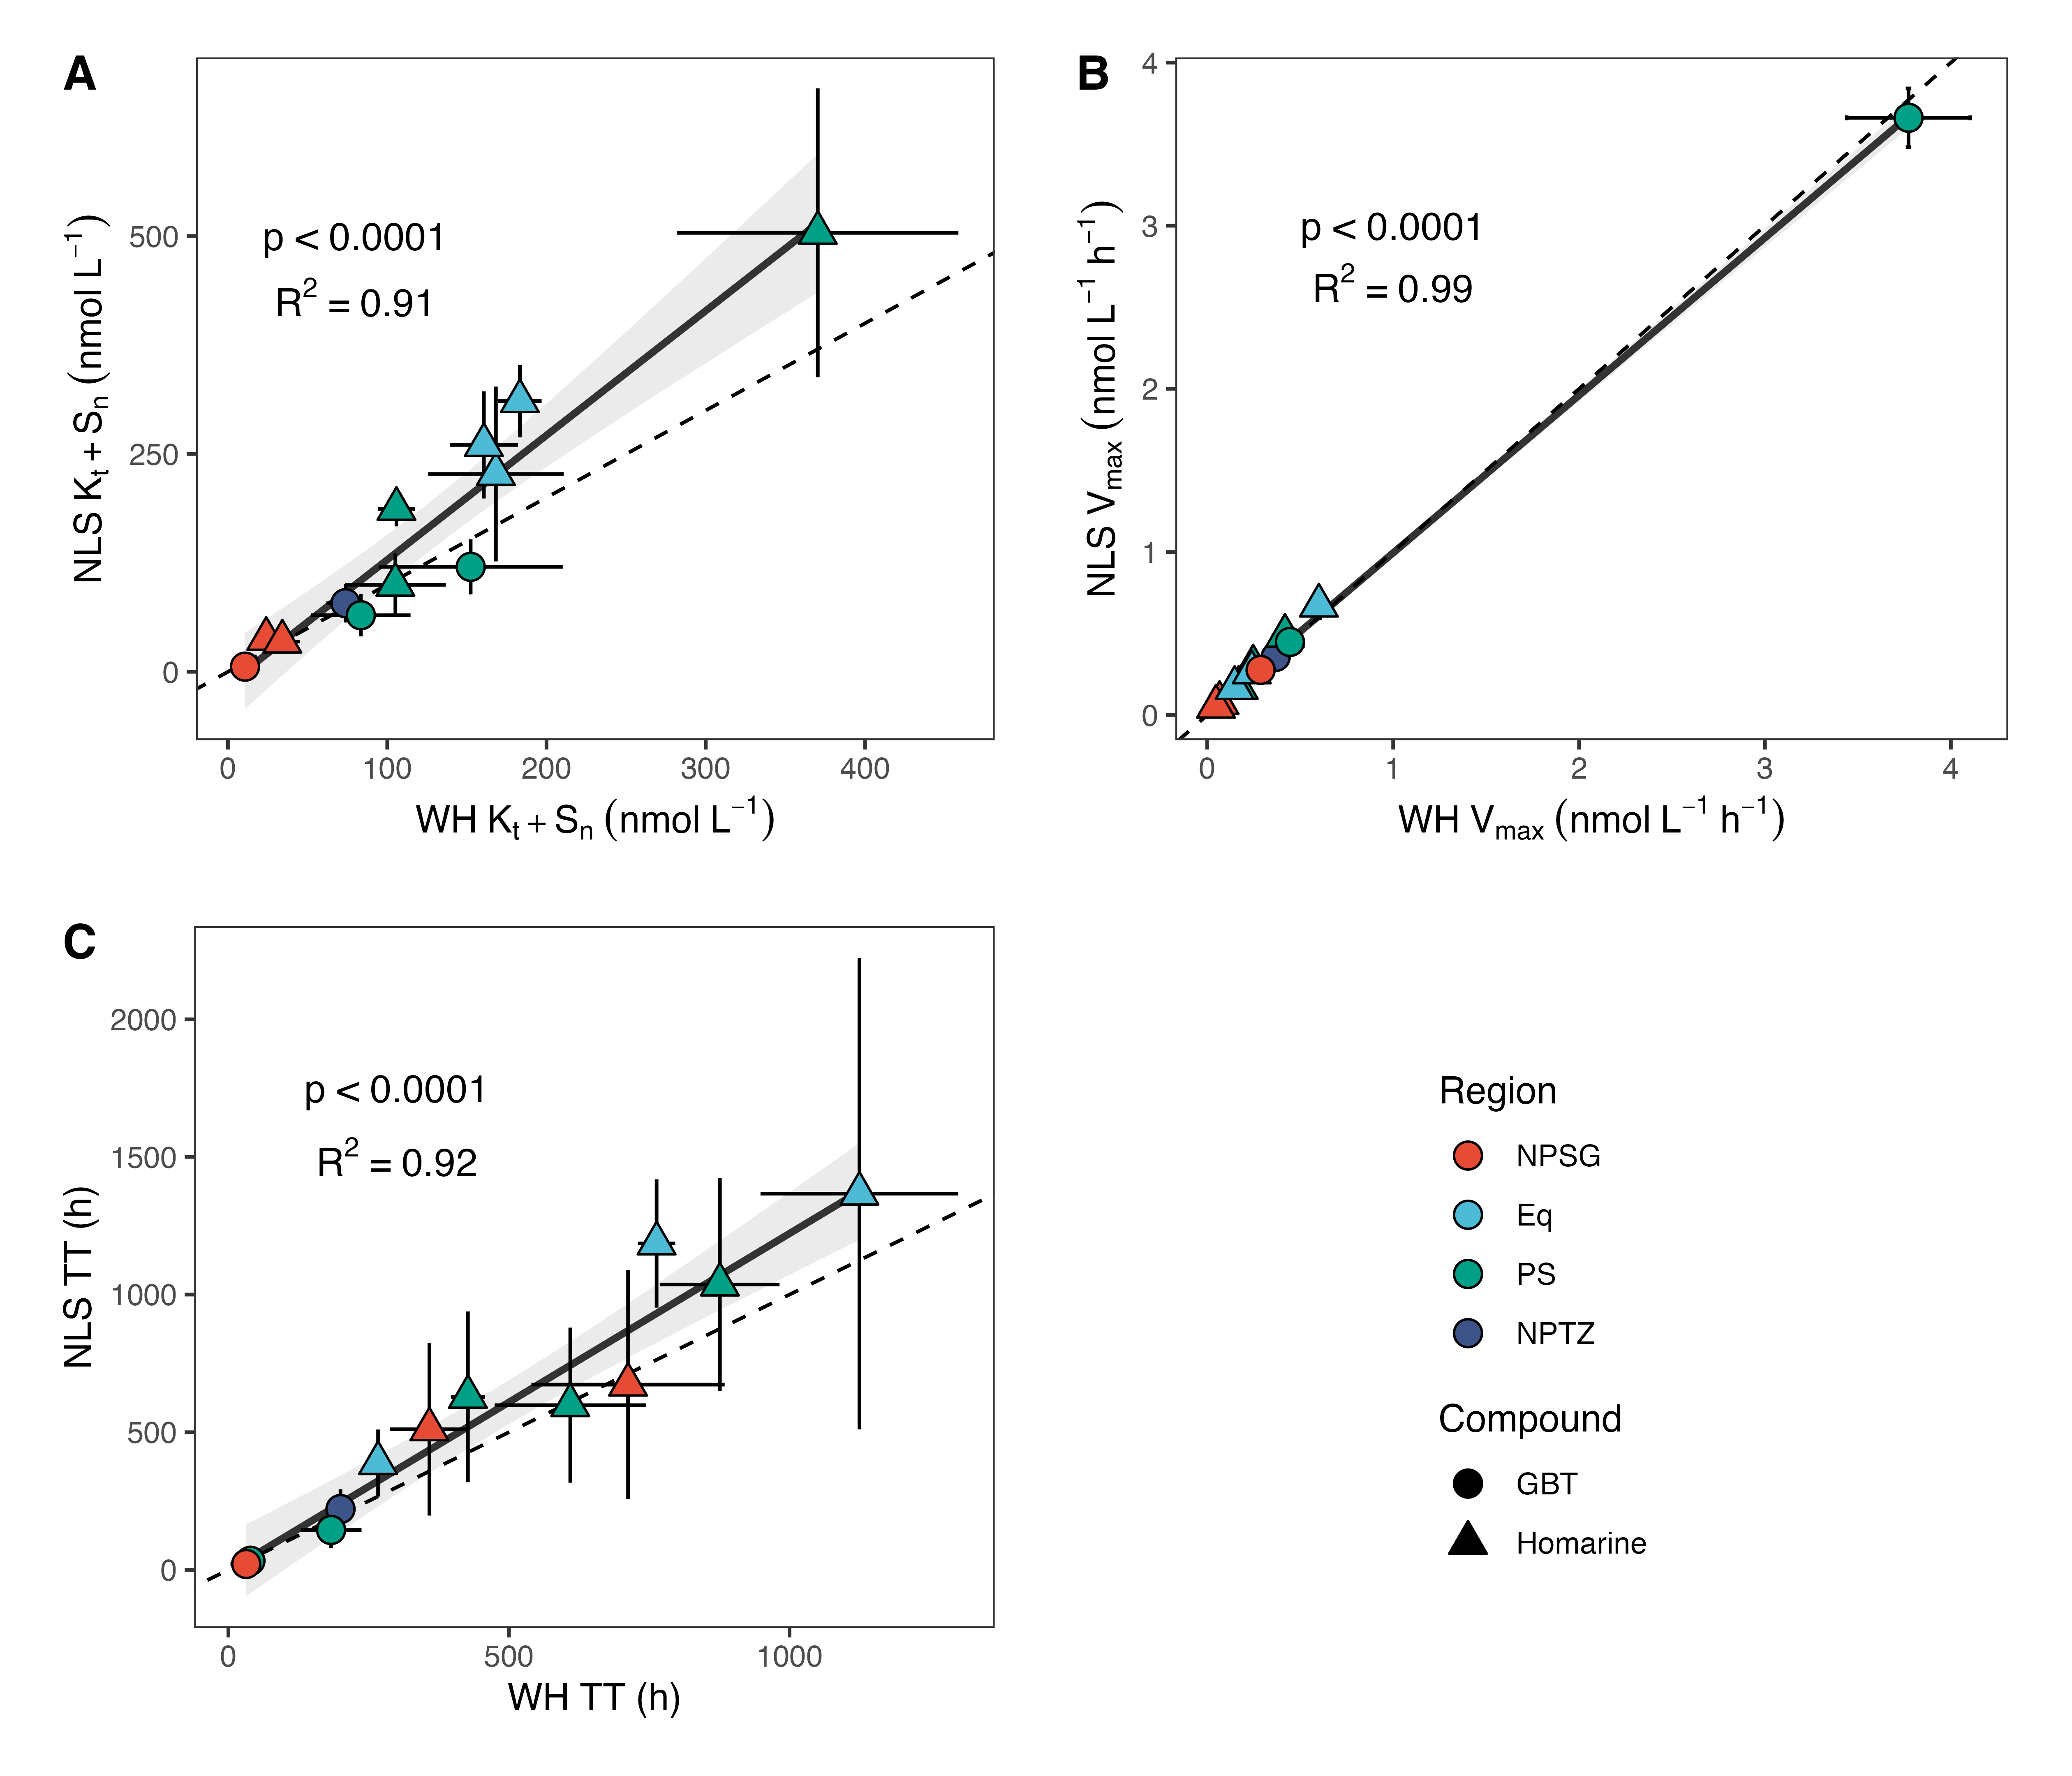 A
NLS Kt + Sn (nmol L⁻¹)
500
250
0
p < 0.0001
R² = 0.91
0 100 200 300 400
WH Kt + Sn (nmol L⁻¹)
B
NLS Vmax (nmol L⁻¹ h⁻¹)
4
3
2
1
0
p < 0.0001
R² = 0.99
0 1 2 3 4
WH Vmax (nmol L⁻¹ h⁻¹)
C
NLS TT (h)
2000
1500
1000
500
0
p < 0.0001
R² = 0.92
0 500 1000
WH TT (h)
Region
NPSG
Eq
PS
NPTZ
Compound
GBT
Homarine